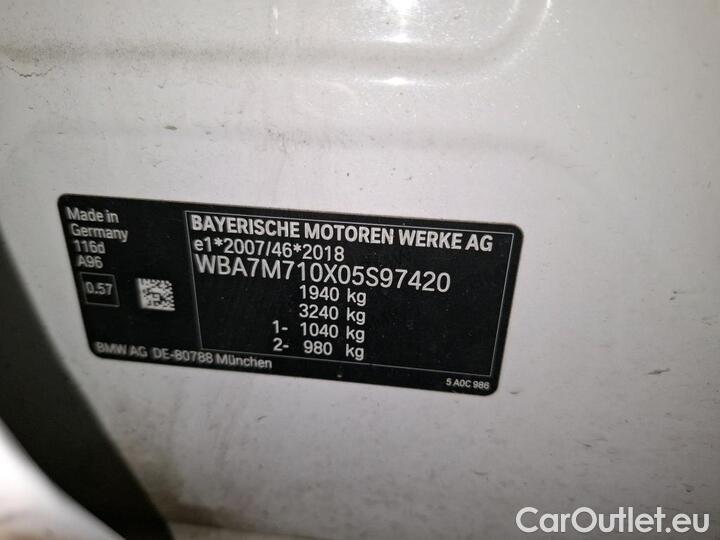 Made in
Germany
116d
A96
0.57
BAYERISCHE MOTOREN WERKE AG
e1*2007/46*2018
WBA7M710X05S97420
1940 kg
3240 kg
1- 1040 kg
2- 980 kg
BMW AG DE-80788 München
5 A0C 986
CarOutlet.eu